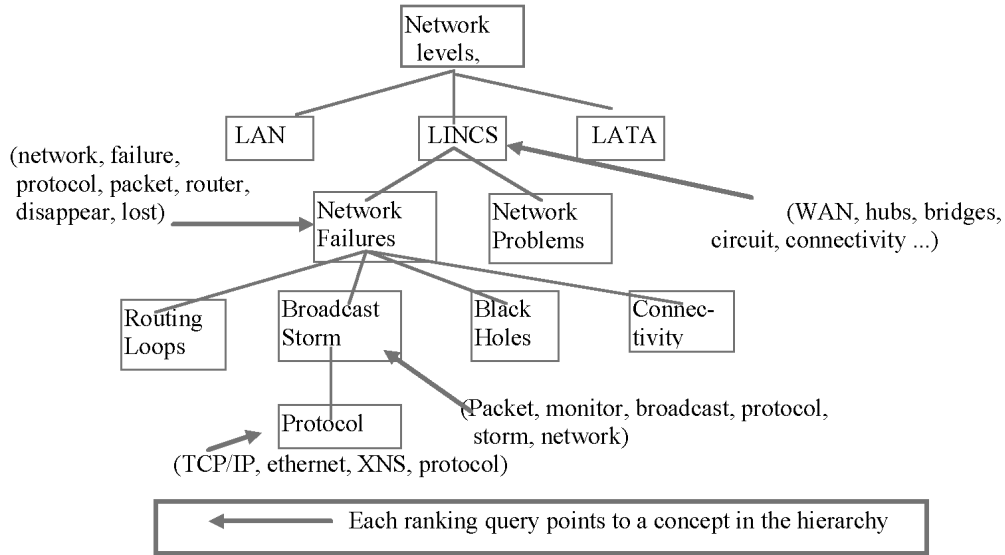 Network
levels,
LAN
LINCS
LATA
(network, failure,
protocol, packet, router,
disappear, lost)
Network
Failures
Network
Problems
(WAN, hubs, bridges,
circuit, connectivity ...)
Routing
Loops
Broadcast
Storm
Black
Holes
Connec-
tivity
(Packet, monitor, broadcast, protocol,
storm, network)
Protocol
(TCP/IP, ethernet, XNS, protocol)
Each ranking query points to a concept in the hierarchy